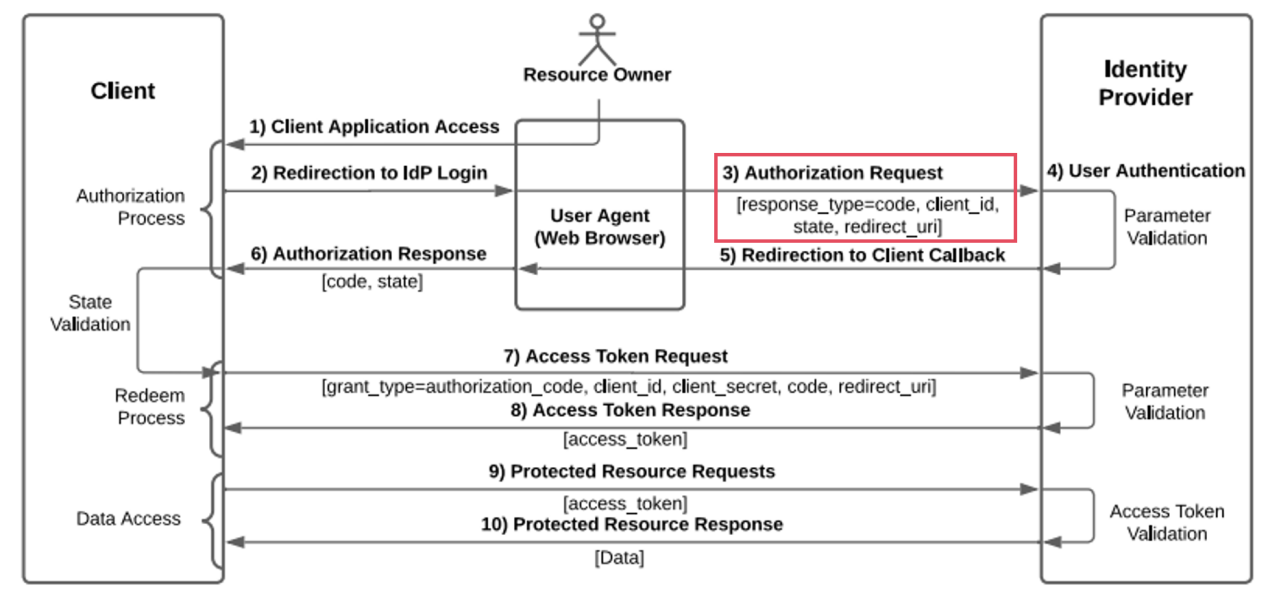 Client
Resource Owner
Identity
Provider
1) Client Application Access
2) Redirection to IdP Login
3) Authorization Request
[response_type=code, client_id,
state, redirect_uri]
4) User Authentication
Authorization
Process
User Agent
(Web Browser)
Parameter
Validation
6) Authorization Response
[code, state]
5) Redirection to Client Callback
State
Validation
7) Access Token Request
[grant_type=authorization_code, client_id, client_secret, code, redirect_uri]
Redeem
Process
8) Access Token Response
[access_token]
Parameter
Validation
9) Protected Resource Requests
[access_token]
Data Access
10) Protected Resource Response
[Data]
Access Token
Validation